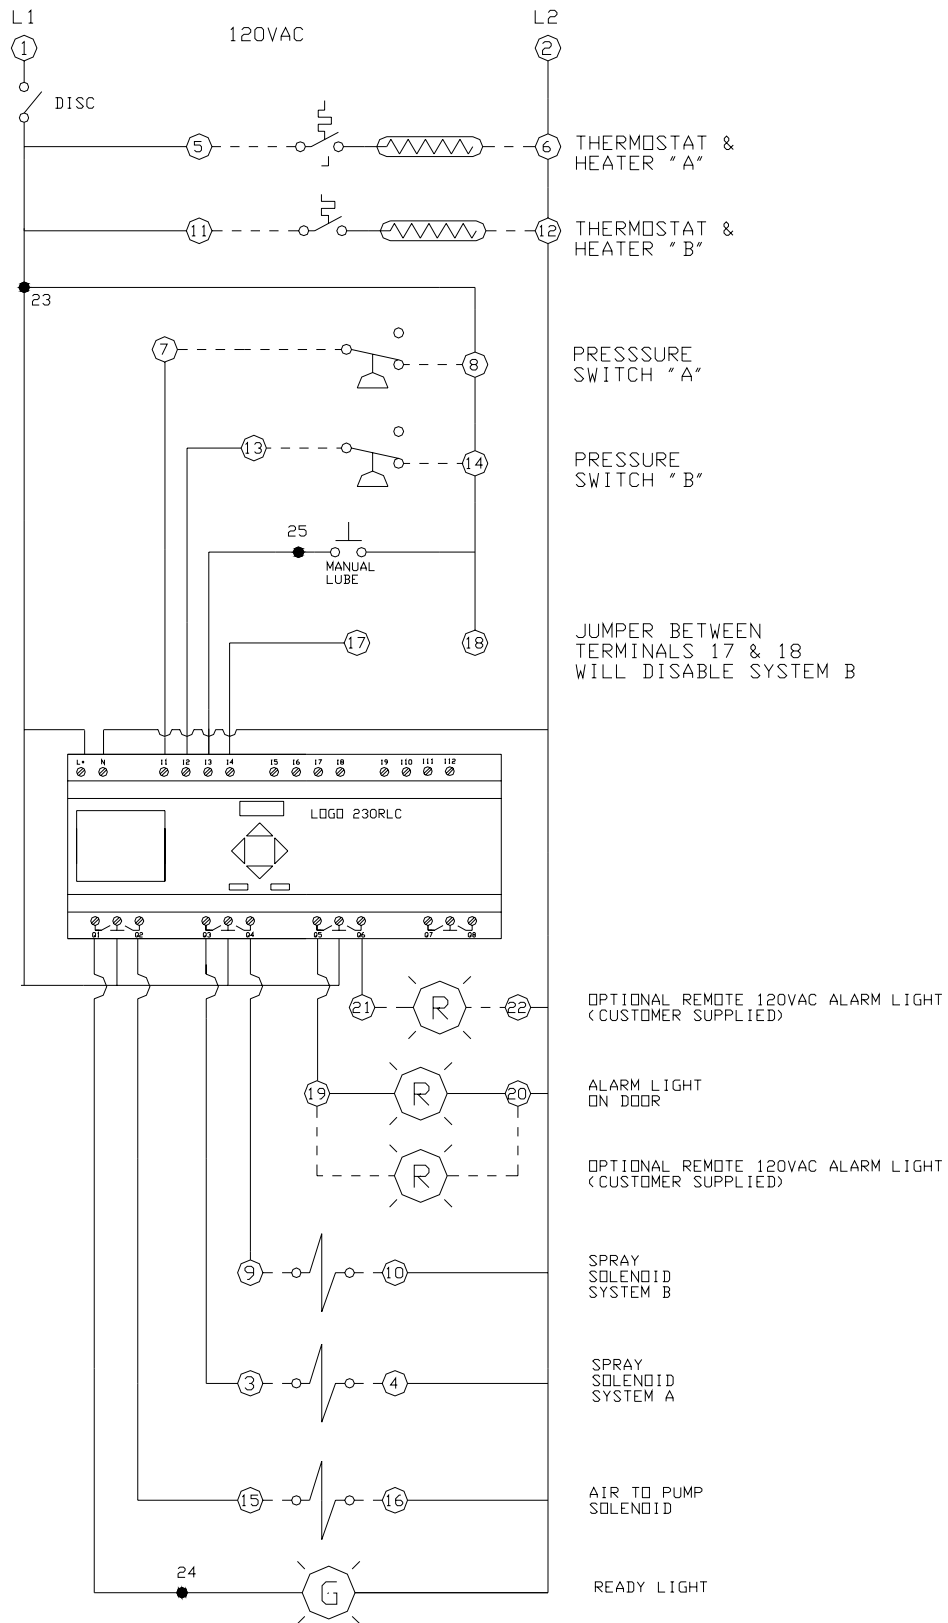 L1
L2
120VAC
1
2
DISC
5
6
THERMOSTAT &
HEATER "A"
11
12
THERMOSTAT &
HEATER "B"
23
7
8
PRESSSURE
SWITCH "A"
13
14
PRESSURE
SWITCH "B"
25
MANUAL
LUBE
17
18
JUMPER BETWEEN
TERMINALS 17 & 18
WILL DISABLE SYSTEM B
L+ N I1 I2 I3 I4 I5 I6 I7 I8 I9 I10 I11 I12
LOGO 230RLC
Q1 Q2 Q3 Q4 Q5 Q6 Q7 Q8
21
R
22
OPTIONAL REMOTE 120VAC ALARM LIGHT
(CUSTOMER SUPPLIED)
19
R
20
ALARM LIGHT
ON DOOR
R
OPTIONAL REMOTE 120VAC ALARM LIGHT
(CUSTOMER SUPPLIED)
9
10
SPRAY
SOLENOID
SYSTEM B
3
4
SPRAY
SOLENOID
SYSTEM A
15
16
AIR TO PUMP
SOLENOID
24
G
READY LIGHT